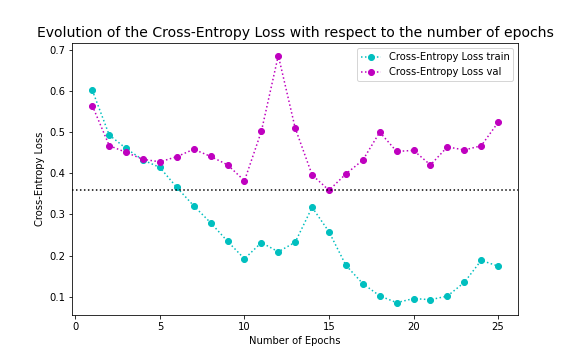 Evolution of the Cross-Entropy Loss with respect to the number of epochs
Cross-Entropy Loss train
Cross-Entropy Loss val
Cross-Entropy Loss
0.7
0.6
0.5
0.4
0.3
0.2
0.1
0 5 10 15 20 25
Number of Epochs